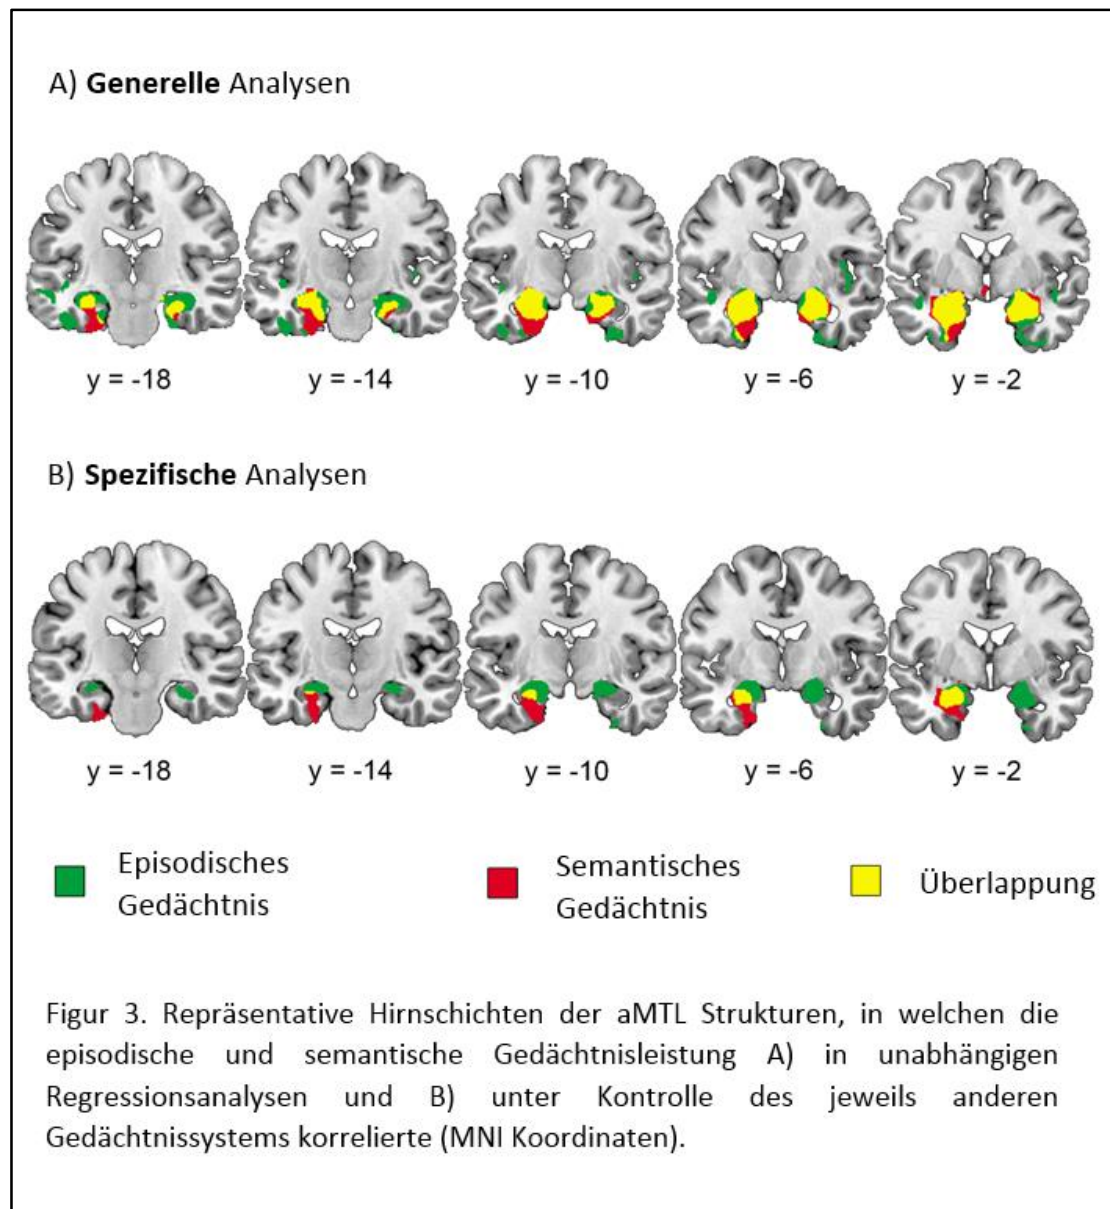 A) Generelle Analysen
y = -18 y = -14 y = -10 y = -6 y = -2
B) Spezifische Analysen
y = -18 y = -14 y = -10 y = -6 y = -2
Episodisches
Gedächtnis
Semantisches
Gedächtnis
Überlappung
Figur 3. Repräsentative Hirnschichten der aMTL Strukturen, in welchen die
episodische und semantische Gedächtnisleistung A) in unabhängigen
Regressionsanalysen und B) unter Kontrolle des jeweils anderen
Gedächtnissystems korrelierte (MNI Koordinaten).